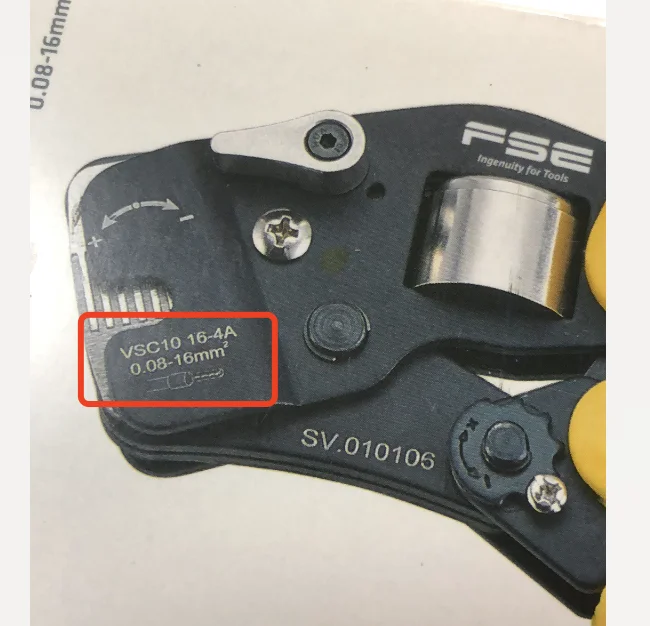 0.08-16mm
FSE
Ingenuity for Tools
+
-
VSC10 16-4A
0.08-16mm²
SV.010106
+
-